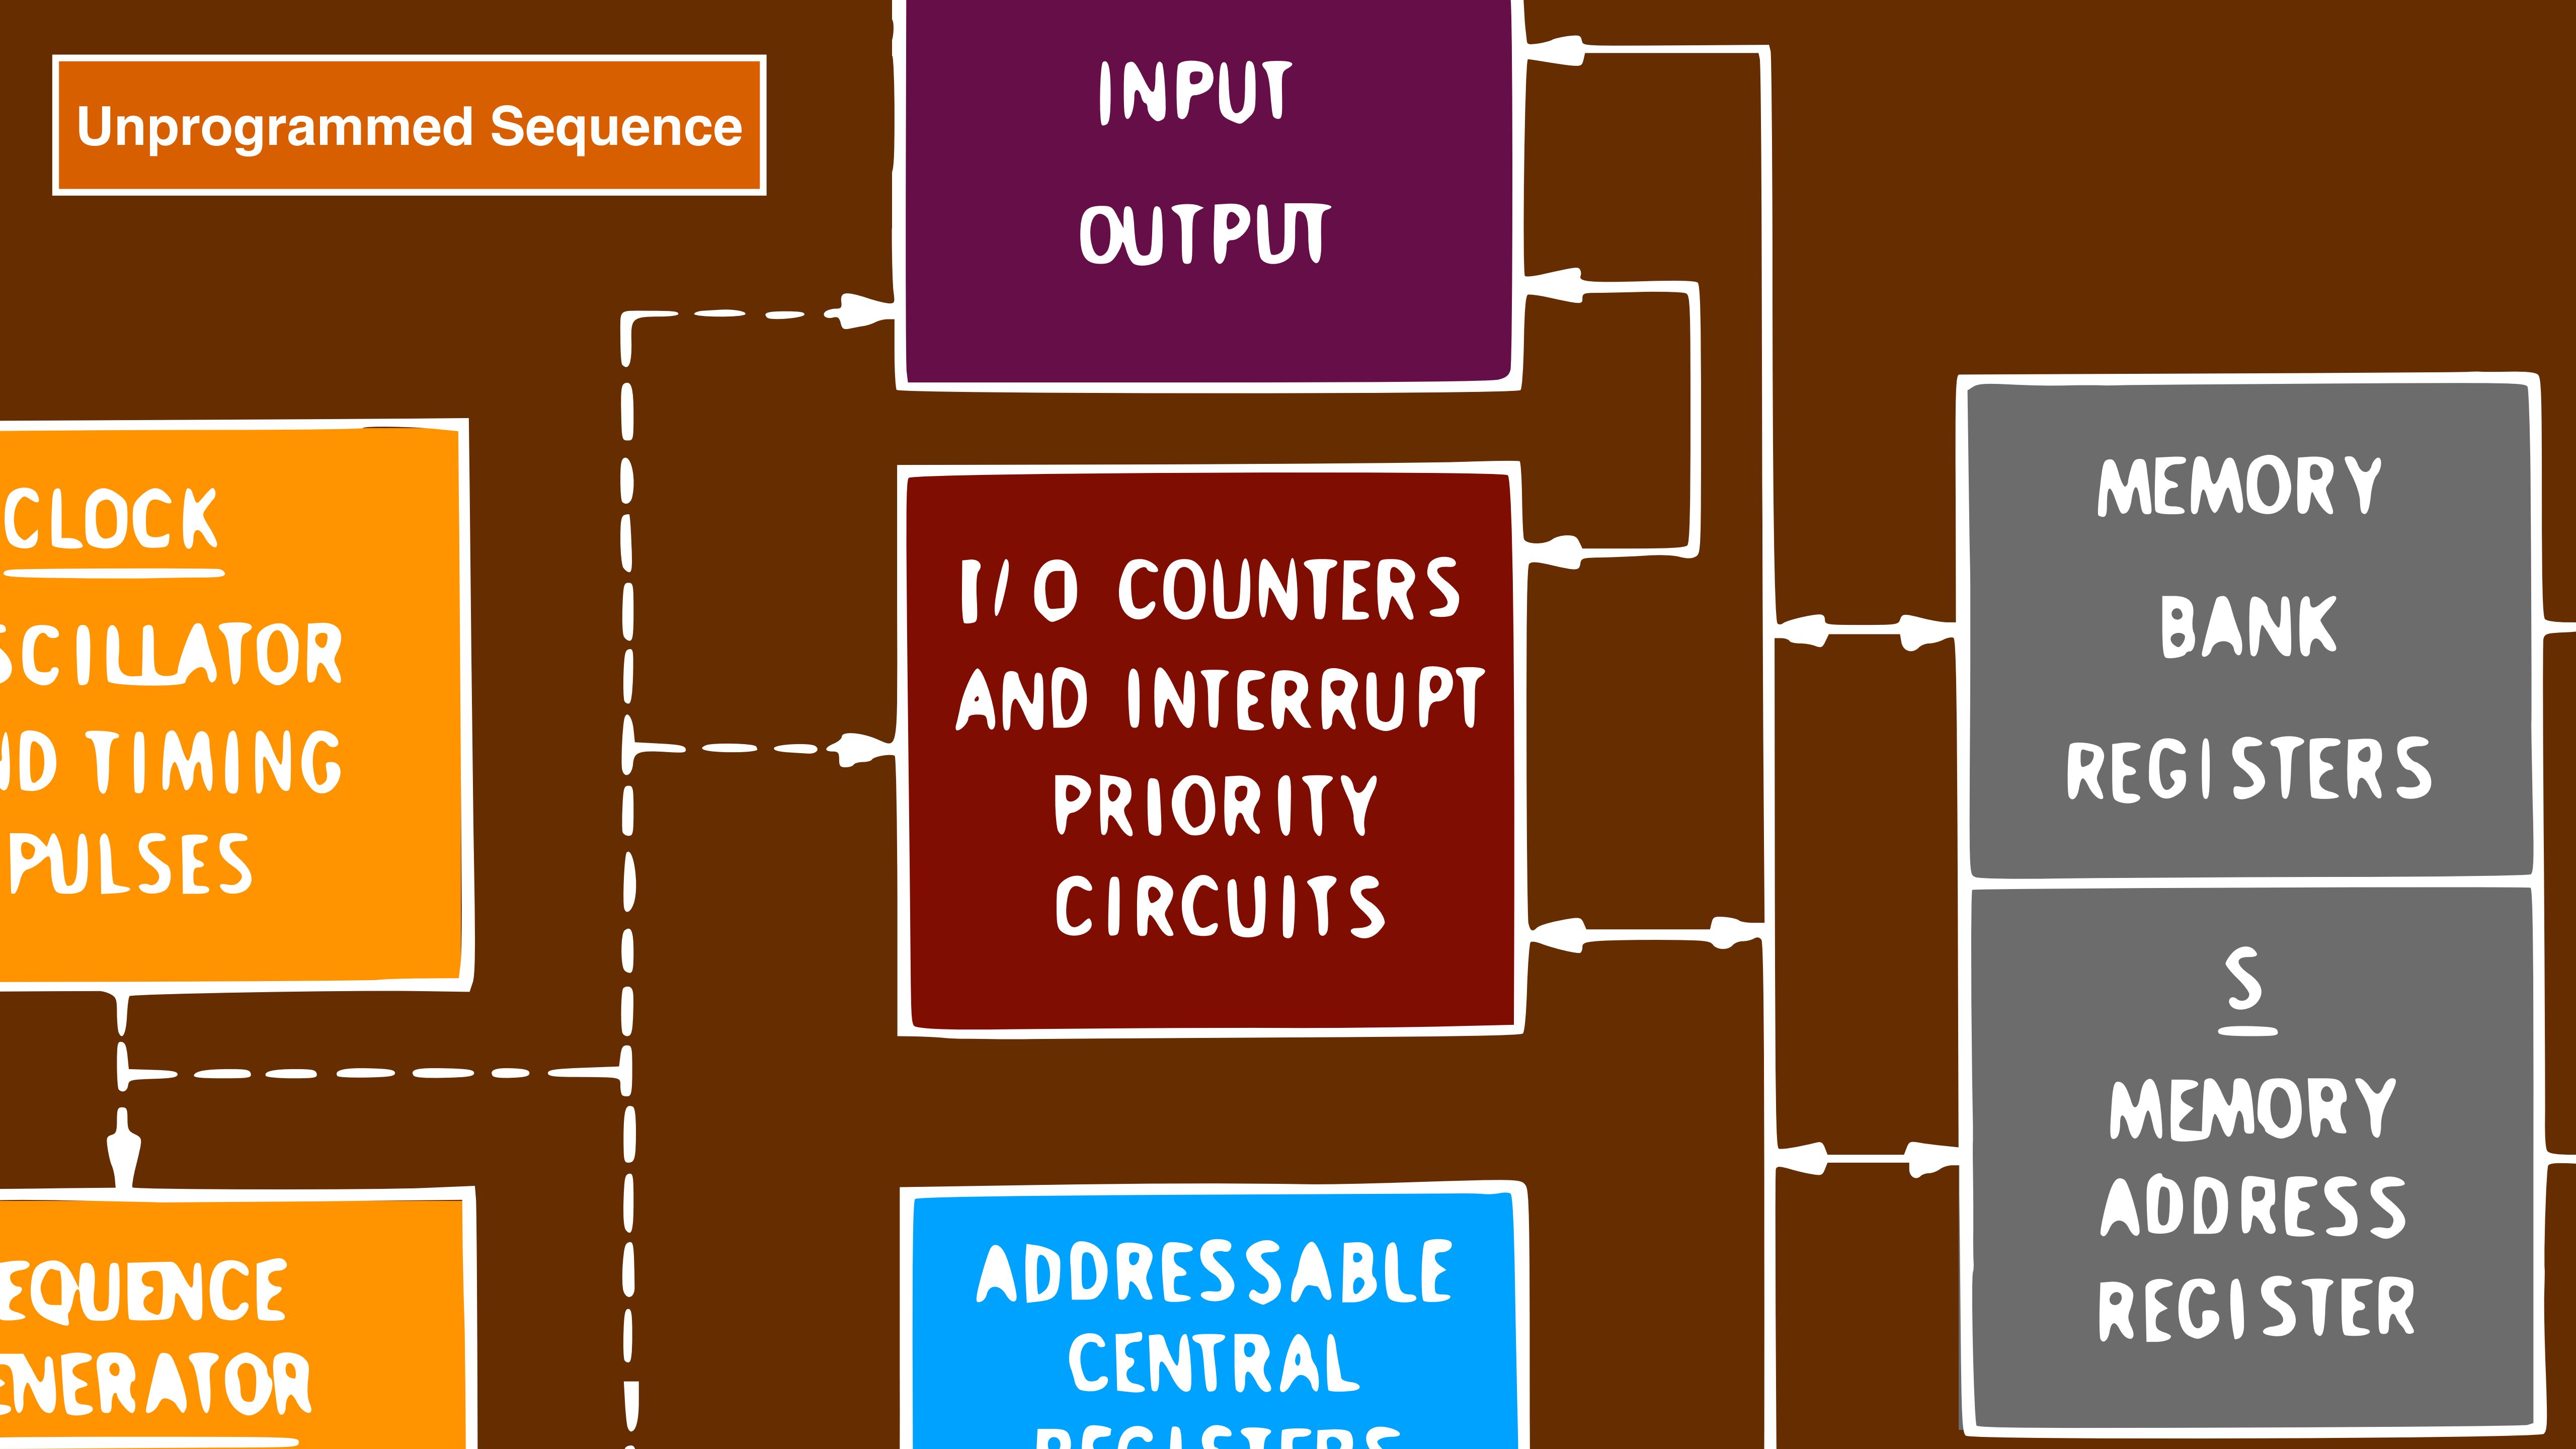 Unprogrammed Sequence
INPUT
OUTPUT
CLOCK
SCILLATOR
ND TIMING
PULSES
I/O COUNTERS
AND INTERRUPT
PRIORITY
CIRCUITS
MEMORY
BANK
REGISTERS
S
MEMORY
ADDRESS
REGISTER
EQUENCE
ENERATOR
ADDRESSABLE
CENTRAL
REGISTERS